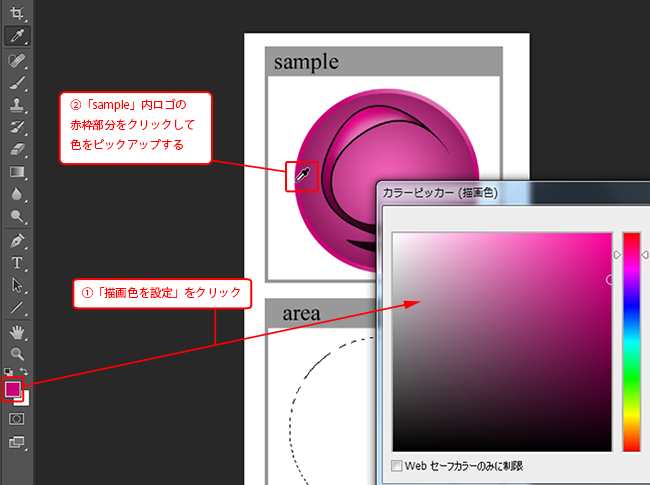 sample
②「sample」内ロゴの
赤枠部分をクリックして
色をピックアップする
カラーピッカー (描画色)
①「描画色を設定」をクリック
area
Web セーフカラーのみに制限